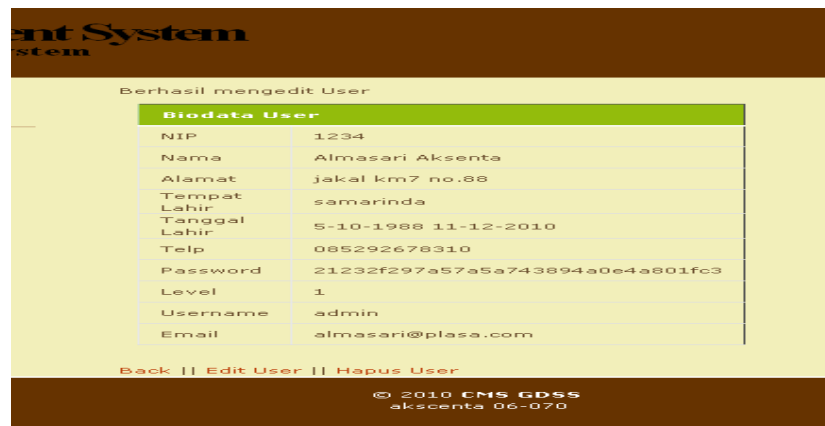 ent System
stem
Berhasil mengedit User
Biodata User
NIP 1234
Nama Almasari Aksenta
Alamat jakal km7 no.88
Tempat Lahir samarinda
Tanggal Lahir 5-10-1988 11-12-2010
Telp 085292678310
Password 21232f297a57a5a743894a0e4a801fc3
Level 1
Username admin
Email almasari@plasa.com
Back || Edit User || Hapus User
© 2010 CMS GDSS
akscenta 06-070